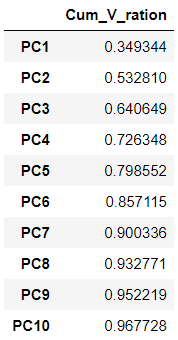 Cum_V_ration
PC1 0.349344
PC2 0.532810
PC3 0.640649
PC4 0.726348
PC5 0.798552
PC6 0.857115
PC7 0.900336
PC8 0.932771
PC9 0.952219
PC10 0.967728